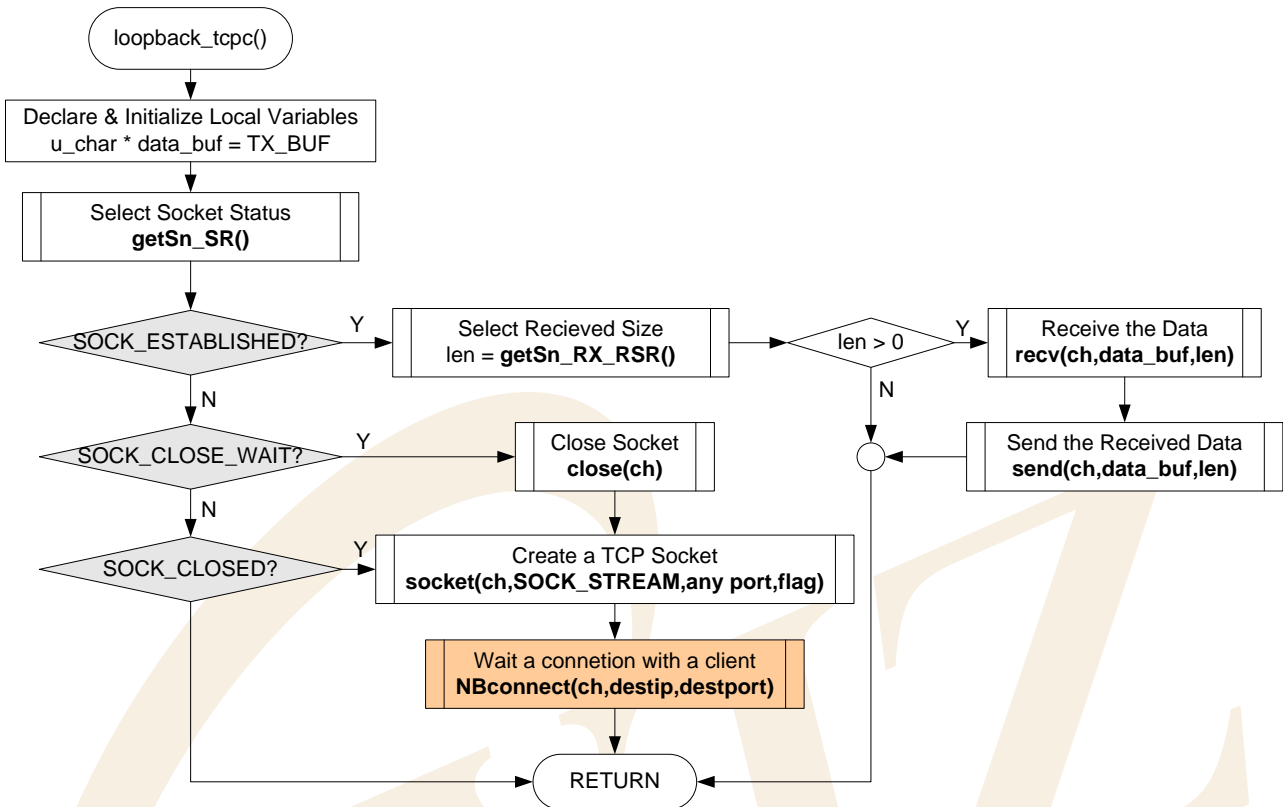 loopback_tcpc()
Declare & Initialize Local Variables
u_char * data_buf = TX_BUF
Select Socket Status
getSn_SR()
SOCK_ESTABLISHED?
Y
Select Recieved Size
len = getSn_RX_RSR()
len > 0
Y
Receive the Data
recv(ch,data_buf,len)
N
N
SOCK_CLOSE_WAIT?
Y
Close Socket
close(ch)
Send the Received Data
send(ch,data_buf,len)
N
SOCK_CLOSED?
Y
Create a TCP Socket
socket(ch,SOCK_STREAM,any port,flag)
Wait a connetion with a client
NBconnect(ch,destip,destport)
RETURN